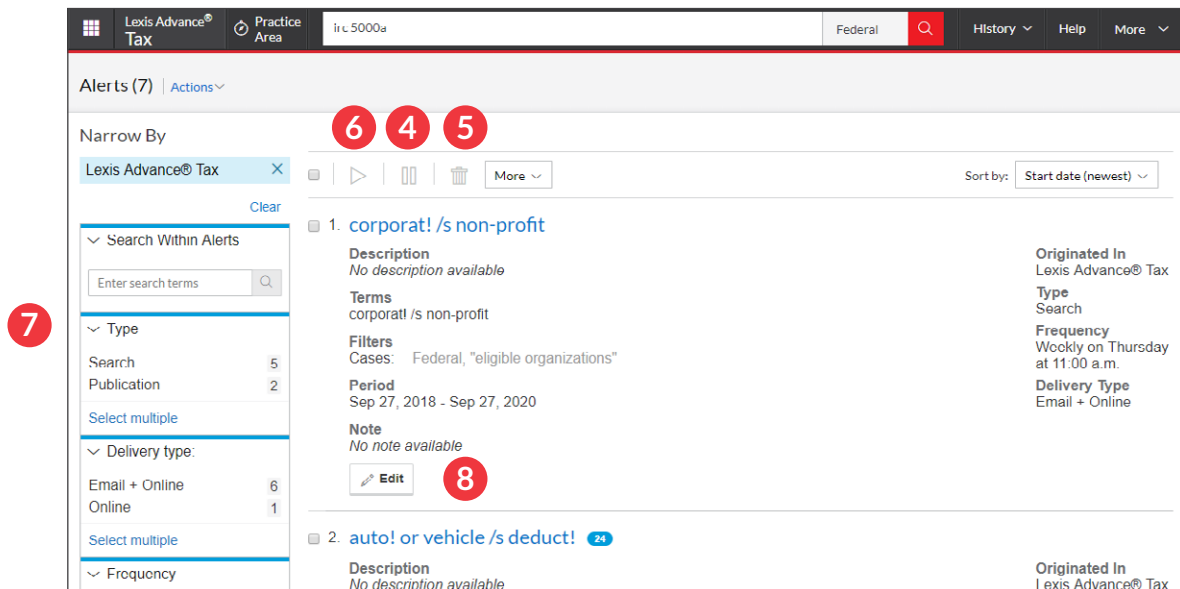 Lexis Advance® Tax
Practice Area
irc 5000a
Federal
History
Help
More
Alerts (7)
Actions
Narrow By
Lexis Advance® Tax
Clear
Search Within Alerts
Enter search terms
7
Type
Search 5
Publication 2
Select multiple
Delivery type:
Email + Online 6
Online 1
Select multiple
Frequency
6 4 5
More
Sort by: Start date (newest)
1. corporat! /s non-profit
Description
No description available
Terms
corporat! /s non-profit
Filters
Cases: Federal, "eligible organizations"
Period
Sep 27, 2018 - Sep 27, 2020
Note
No note available
Edit
8
Originated In
Lexis Advance® Tax
Type
Search
Frequency
Weekly on Thursday
at 11:00 a.m.
Delivery Type
Email + Online
2. auto! or vehicle /s deduct! 24
Description
No description available
Originated In
Lexis Advance® Tax